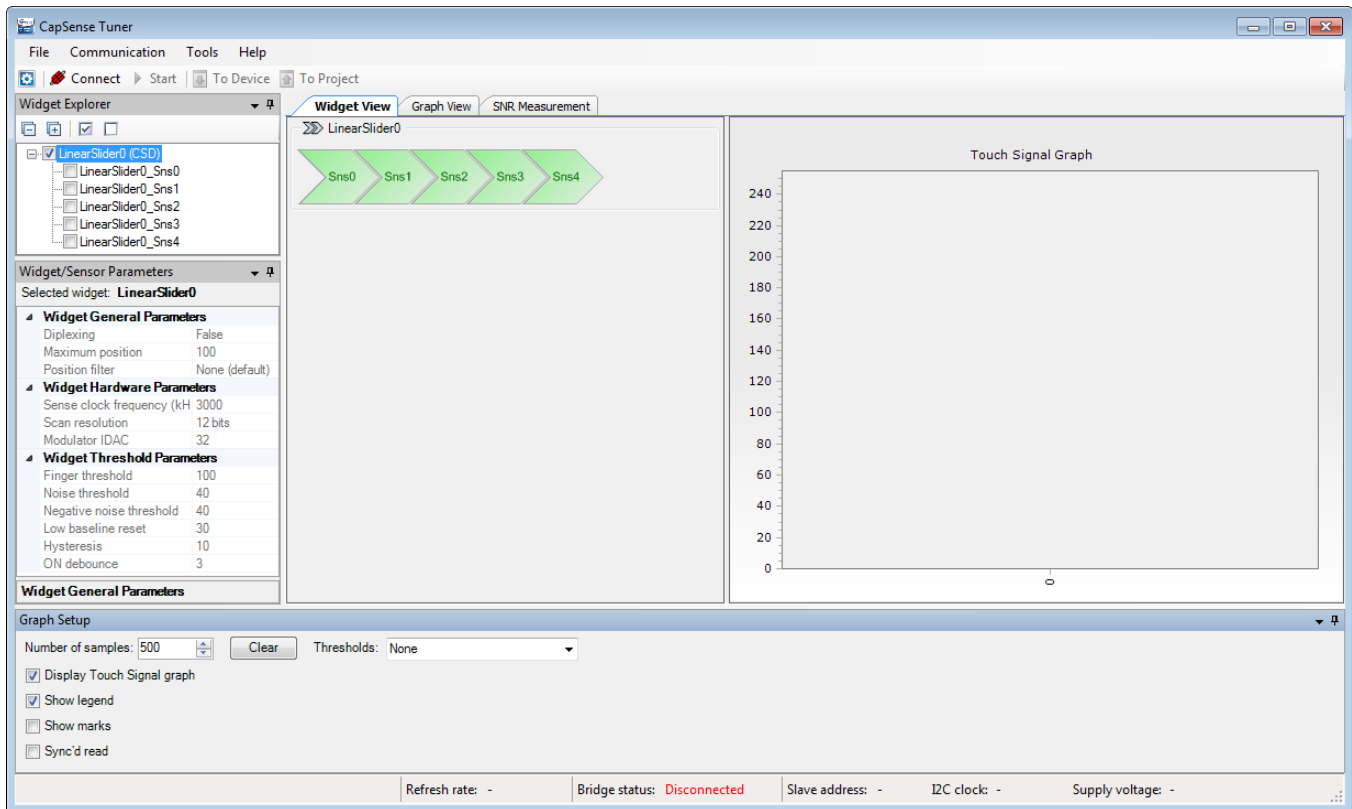 CapSense Tuner
File Communication Tools Help
Connect Start To Device To Project
Widget Explorer
LinearSlider0 (CSD)
LinearSlider0_Sns0
LinearSlider0_Sns1
LinearSlider0_Sns2
LinearSlider0_Sns3
LinearSlider0_Sns4
Widget/Sensor Parameters
Selected widget: LinearSlider0
Widget General Parameters
Diplexing False
Maximum position 100
Position filter None (default)
Widget Hardware Parameters
Sense clock frequency (kH 3000
Scan resolution 12 bits
Modulator IDAC 32
Widget Threshold Parameters
Finger threshold 100
Noise threshold 40
Negative noise threshold 40
Low baseline reset 30
Hysteresis 10
ON debounce 3
Widget General Parameters
Widget View Graph View SNR Measurement
LinearSlider0
Sns0 Sns1 Sns2 Sns3 Sns4
Touch Signal Graph
240
220
200
180
160
140
120
100
80
60
40
20
0
0
Graph Setup
Number of samples: 500 Clear Thresholds: None
Display Touch Signal graph
Show legend
Show marks
Sync'd read
Refresh rate: - Bridge status: Disconnected Slave address: - I2C clock: - Supply voltage: -